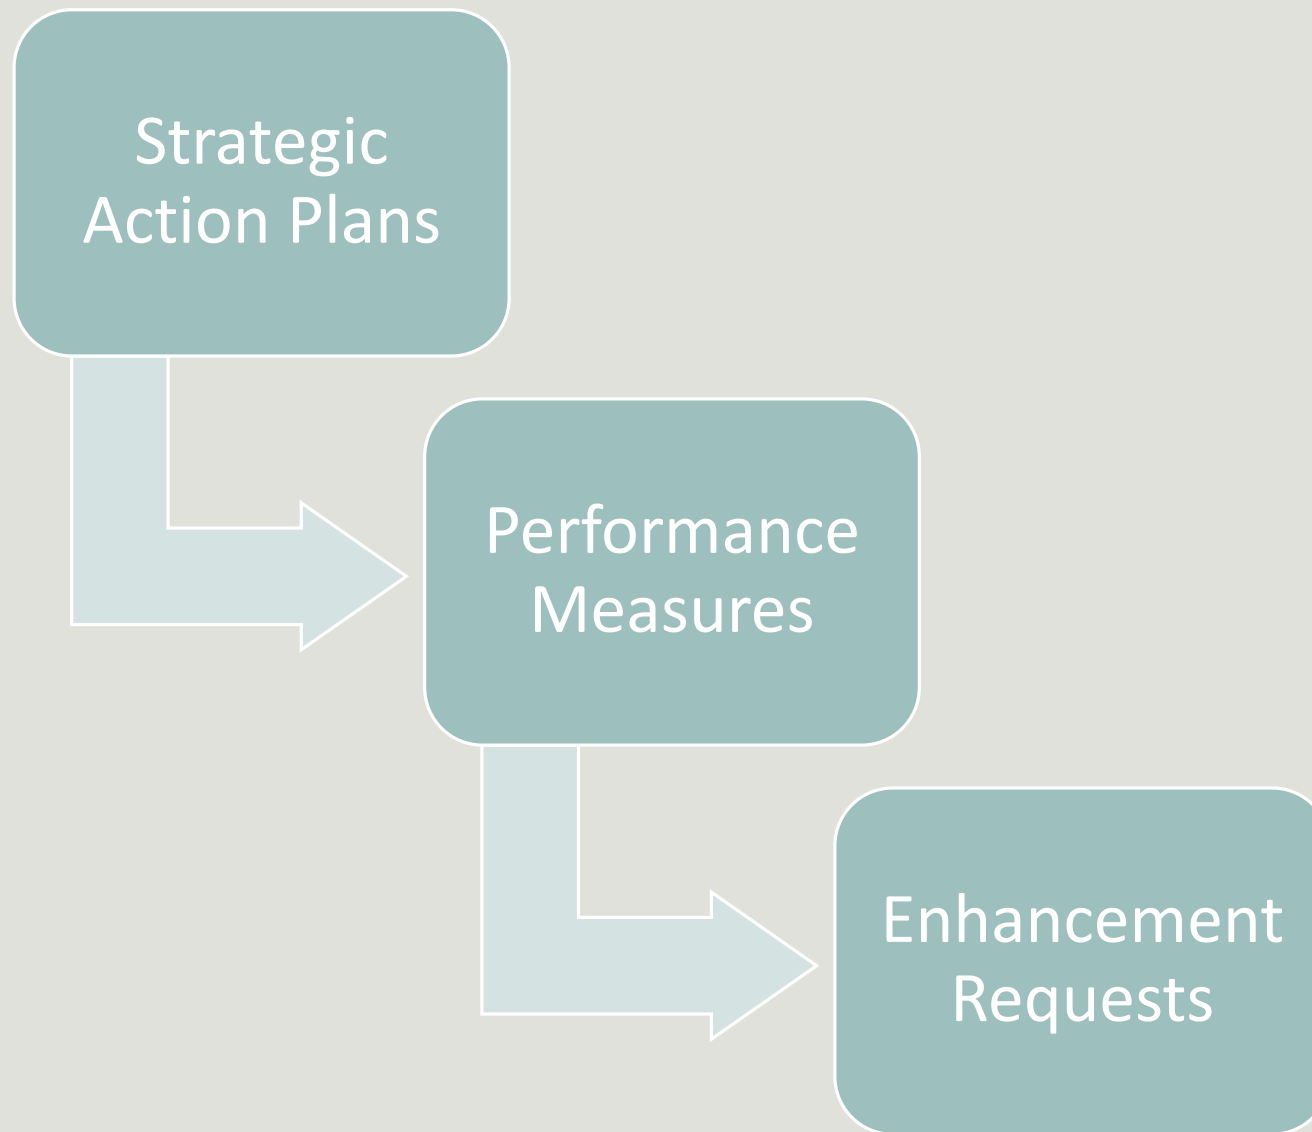 Strategic
Action Plans
Performance
Measures
Enhancement
Requests